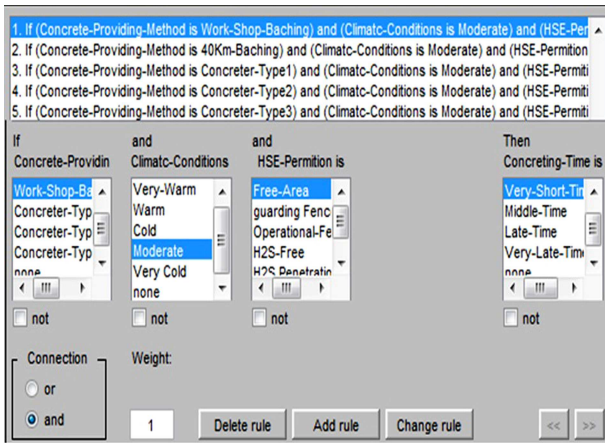 1. If (Concrete-Providing-Method is Work-Shop-Baching) and (Climatc-Conditions is Moderate) and (HSE-Per
2. If (Concrete-Providing-Method is 40Km-Baching) and (Climatc-Conditions is Moderate) and (HSE-Permition
3. If (Concrete-Providing-Method is Concreter-Type1) and (Climatc-Conditions is Moderate) and (HSE-Permiti
4. If (Concrete-Providing-Method is Concreter-Type2) and (Climatc-Conditions is Moderate) and (HSE-Permiti
5. If (Concrete-Providing-Method is Concreter-Type3) and (Climatc-Conditions is Moderate) and (HSE-Permiti
If and and Then
Concrete-Providin Climatc-Conditions HSE-Permition is Concreting-Time is
Work-Shop-Ba
Concreter-Typ
Concreter-Typ
Concreter-Typ
none
Very-Warm
Warm
Cold
Moderate
Very Cold
none
Free-Area
guarding Fenc
Operational-Fe
H2S-Free
H2S Penetratio
Very-Short-Tim
Middle-Time
Late-Time
Very-Late-Time
none
not not not not
Connection
or
and
Weight:
1
Delete rule Add rule Change rule << >>